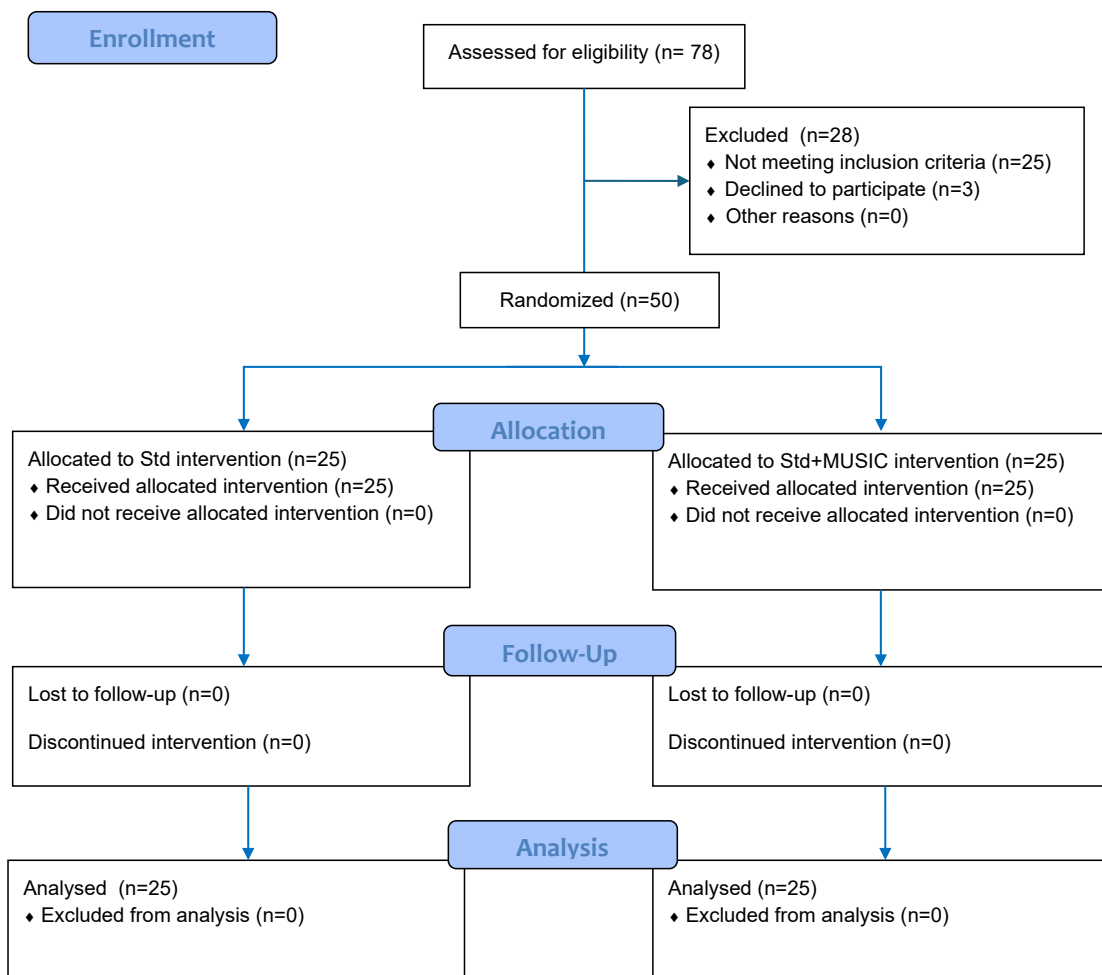 Enrollment
Assessed for eligibility (n= 78)
Excluded (n=28)
♦ Not meeting inclusion criteria (n=25)
♦ Declined to participate (n=3)
♦ Other reasons (n=0)
Randomized (n=50)
Allocation
Allocated to Std intervention (n=25)
♦ Received allocated intervention (n=25)
♦ Did not receive allocated intervention (n=0)
Allocated to Std+MUSIC intervention (n=25)
♦ Received allocated intervention (n=25)
♦ Did not receive allocated intervention (n=0)
Follow-Up
Lost to follow-up (n=0)
Discontinued intervention (n=0)
Lost to follow-up (n=0)
Discontinued intervention (n=0)
Analysis
Analysed (n=25)
♦ Excluded from analysis (n=0)
Analysed (n=25)
♦ Excluded from analysis (n=0)